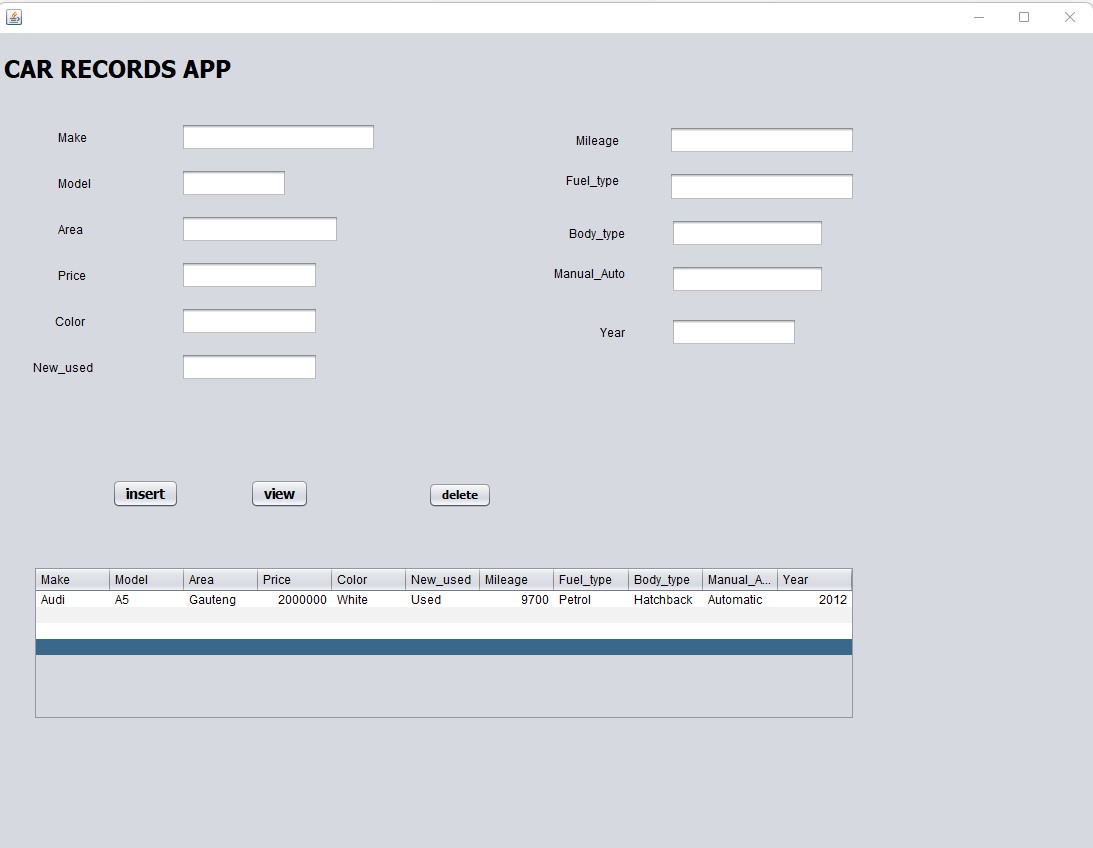 CAR RECORDS APP
Make
Mileage
Model
Fuel_type
Area
Body_type
Price
Manual_Auto
Color
Year
New_used
insert view delete
Make Model Area Price Color New_used Mileage Fuel_type Body_type Manual_A... Year
Audi A5 Gauteng 2000000 White Used 9700 Petrol Hatchback Automatic 2012